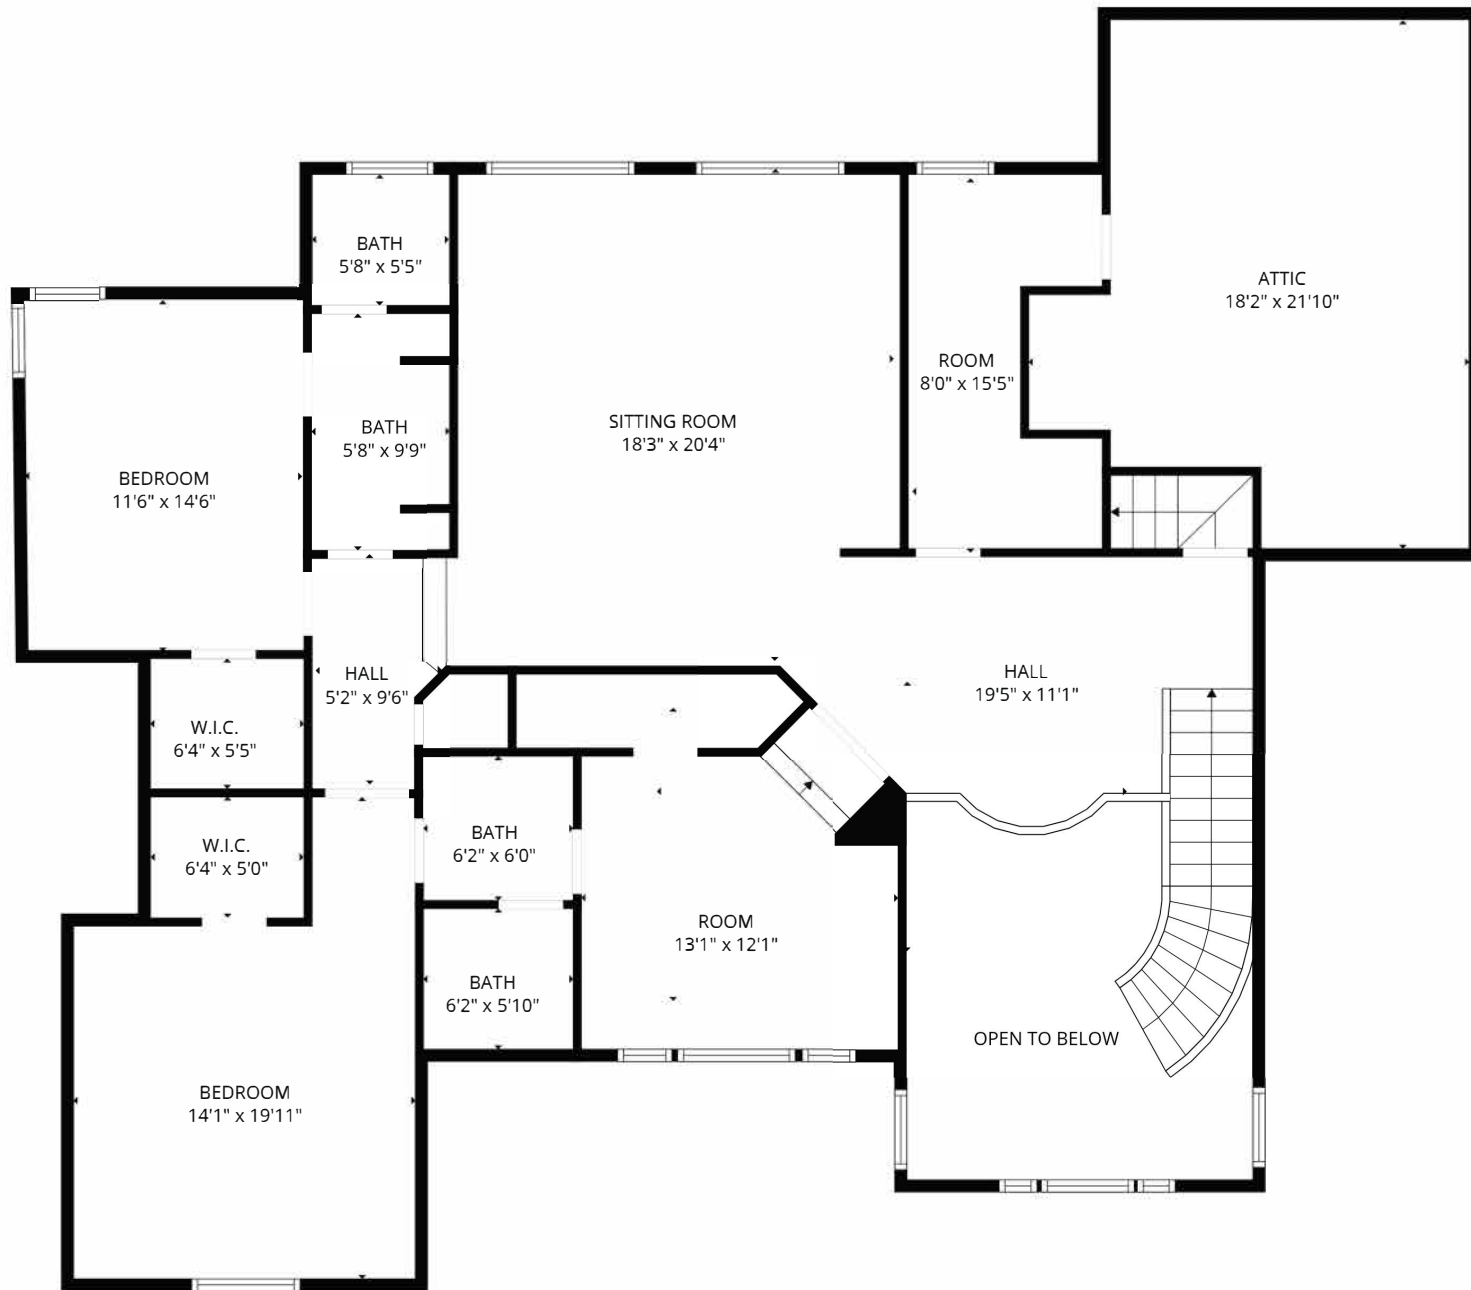 BATH
5'8" x 5'5"
ATTIC
18'2" x 21'10"
ROOM
8'0" x 15'5"
SITTING ROOM
18'3" x 20'4"
BATH
5'8" x 9'9"
BEDROOM
11'6" x 14'6"
HALL
5'2" x 9'6"
HALL
19'5" x 11'1"
W.I.C.
6'4" x 5'5"
W.I.C.
6'4" x 5'0"
BATH
6'2" x 6'0"
ROOM
13'1" x 12'1"
BATH
6'2" x 5'10"
OPEN TO BELOW
BEDROOM
14'1" x 19'11"